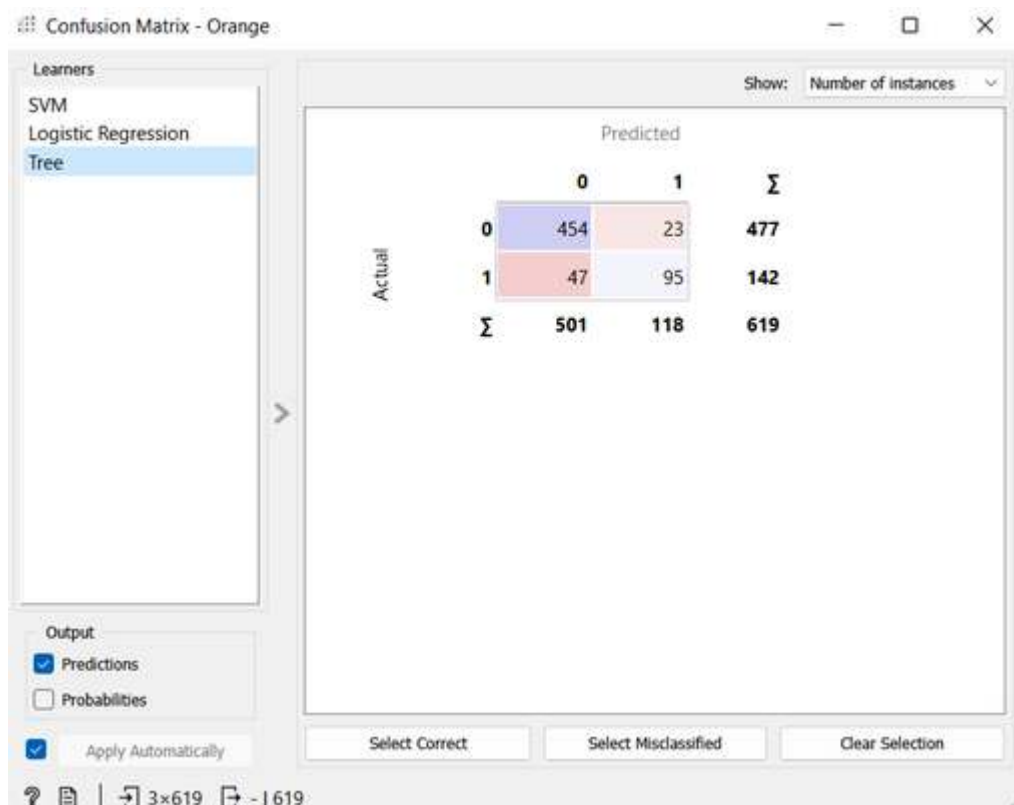 Confusion Matrix - Orange
Learners
SVM
Logistic Regression
Tree
Show: Number of instances
Predicted
0 1 Σ
0 454 23 477
Actual
1 47 95 142
Σ 501 118 619
>
Output
Predictions
Probabilities
Apply Automatically
Select Correct Select Misclassified Clear Selection
? 3×619 - | 619